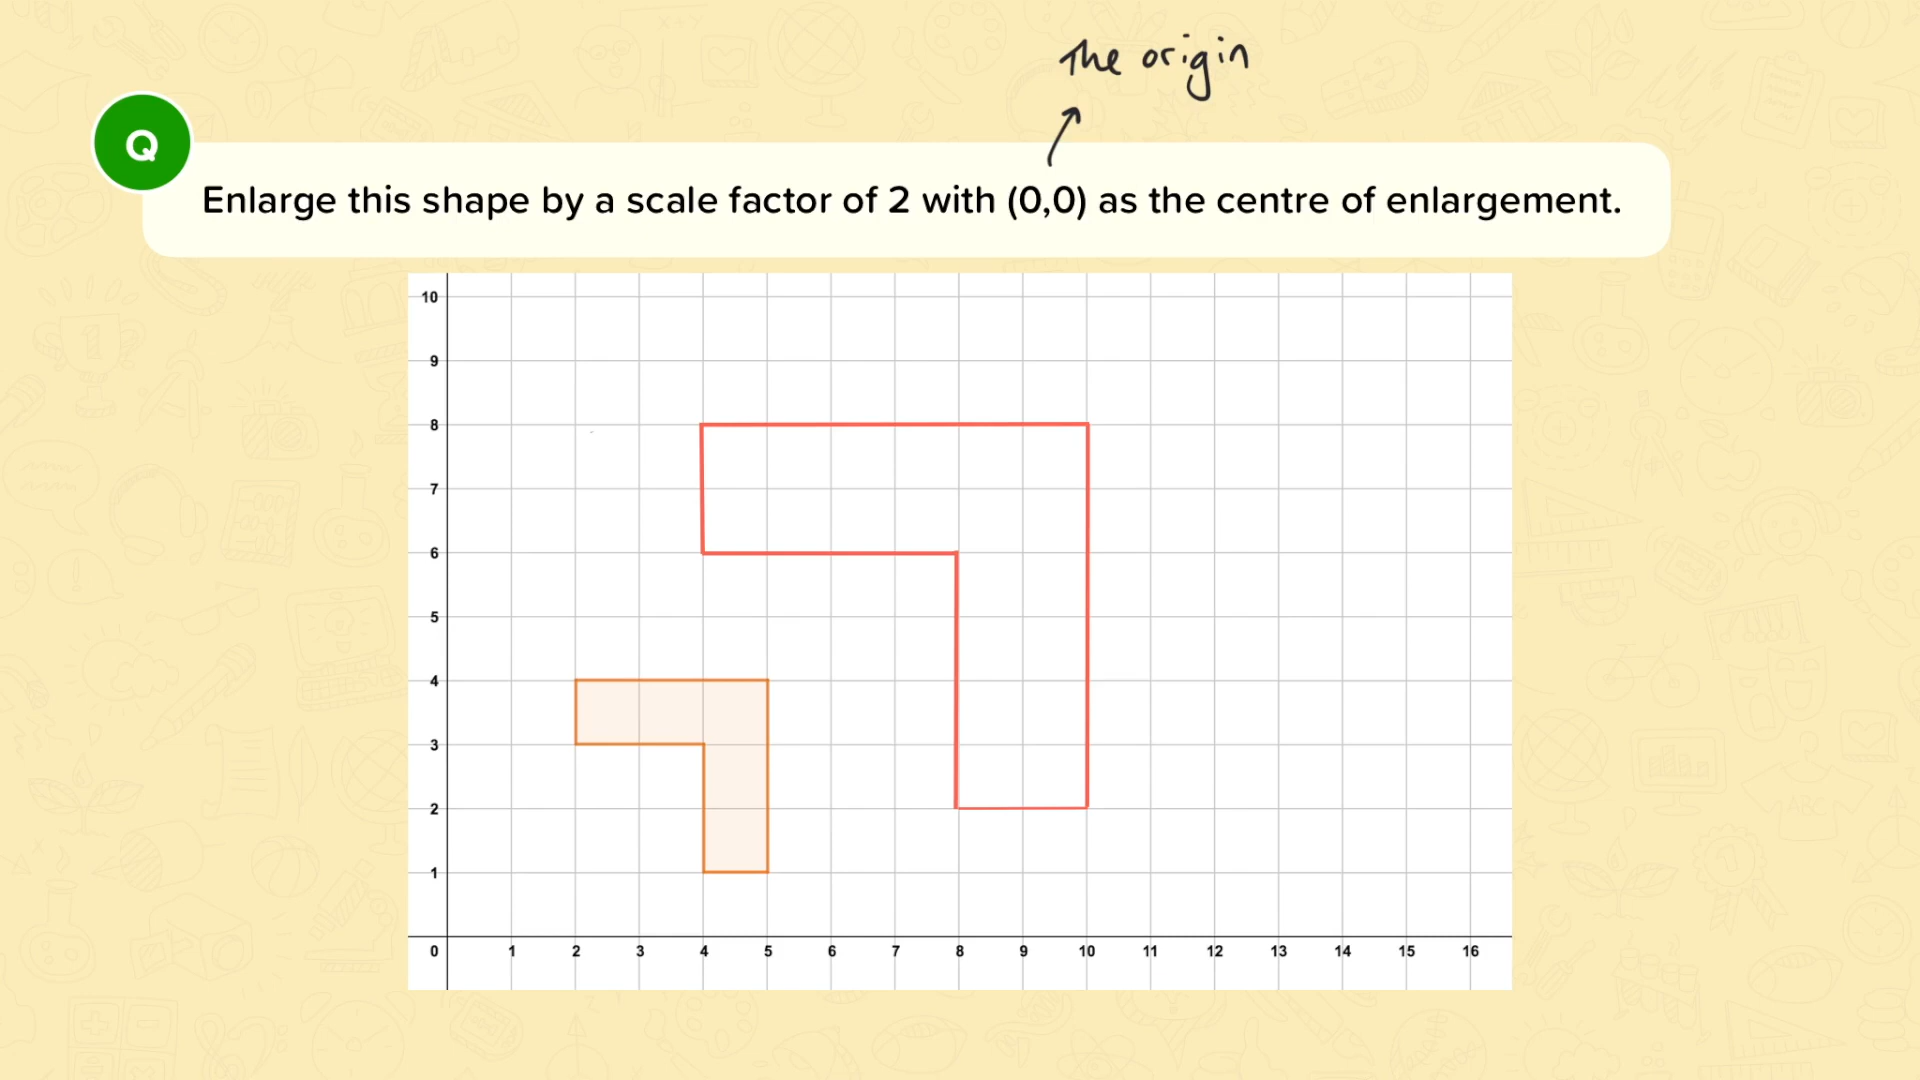 the origin
Q
Enlarge this shape by a scale factor of 2 with (0,0) as the centre of enlargement.
10
9
8
7
6
5
4
3
2
1
0 1 2 3 4 5 6 7 8 9 10 11 12 13 14 15 16